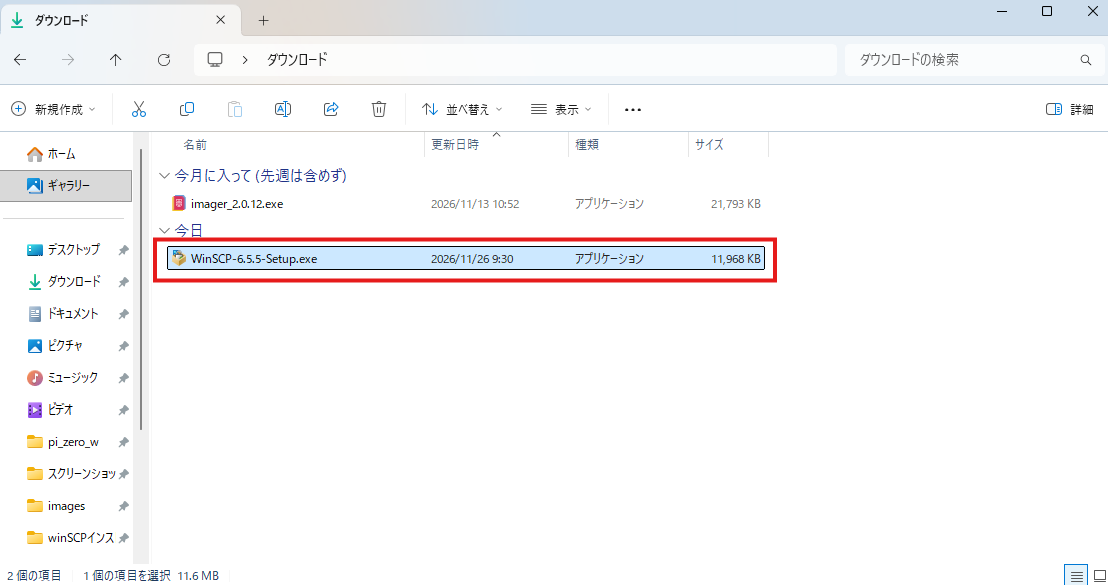 ダウンロード
ダウンロード
ダウンロードの検索
新規作成
並べ替え
表示
詳細
名前 更新日時 種類 サイズ
ホーム
ギャラリー
デスクトップ
ダウンロード
ドキュメント
ピクチャ
ミュージック
ビデオ
pi_zero_w
スクリーンショッ
images
winSCPインス
今月に入って (先週は含めず)
imager_2.0.12.exe 2026/11/13 10:52 アプリケーション 21,793 KB
今日
WinSCP-6.5.5-Setup.exe 2026/11/26 9:30 アプリケーション 11,968 KB
2 個の項目 1 個の項目を選択 11.6 MB